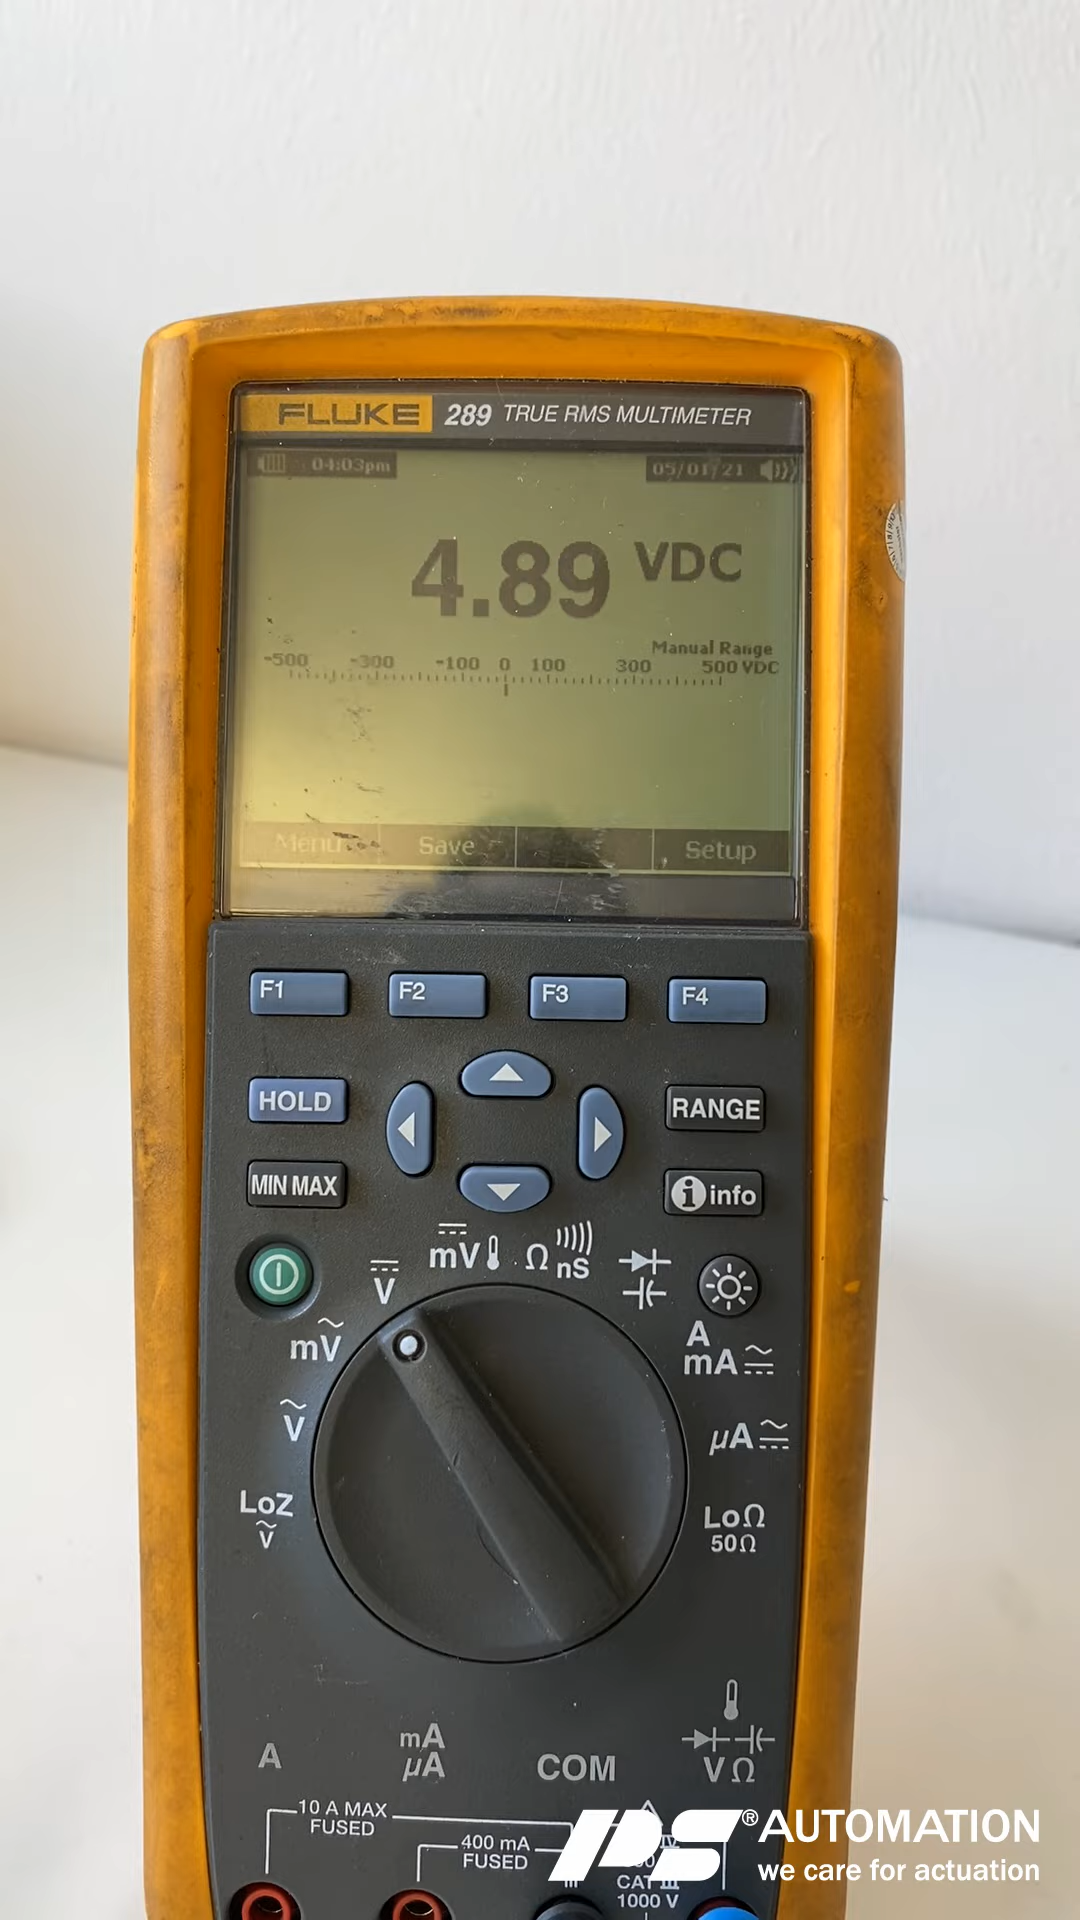 FLUKE 289 TRUE RMS MULTIMETER
04:03pm 05/01/21
4.89 VDC
Manual Range
-500 -300 -100 0 100 300 500 VDC
Menu Save Setup
F1 F2 F3 F4
HOLD RANGE
MIN MAX i info
V mV Ω nS
mV A mA
V µA
LoZ V LoΩ 50Ω
A mA µA COM V Ω
10 A MAX FUSED
400 mA FUSED
CAT III
1000 V
PS® AUTOMATION
we care for actuation